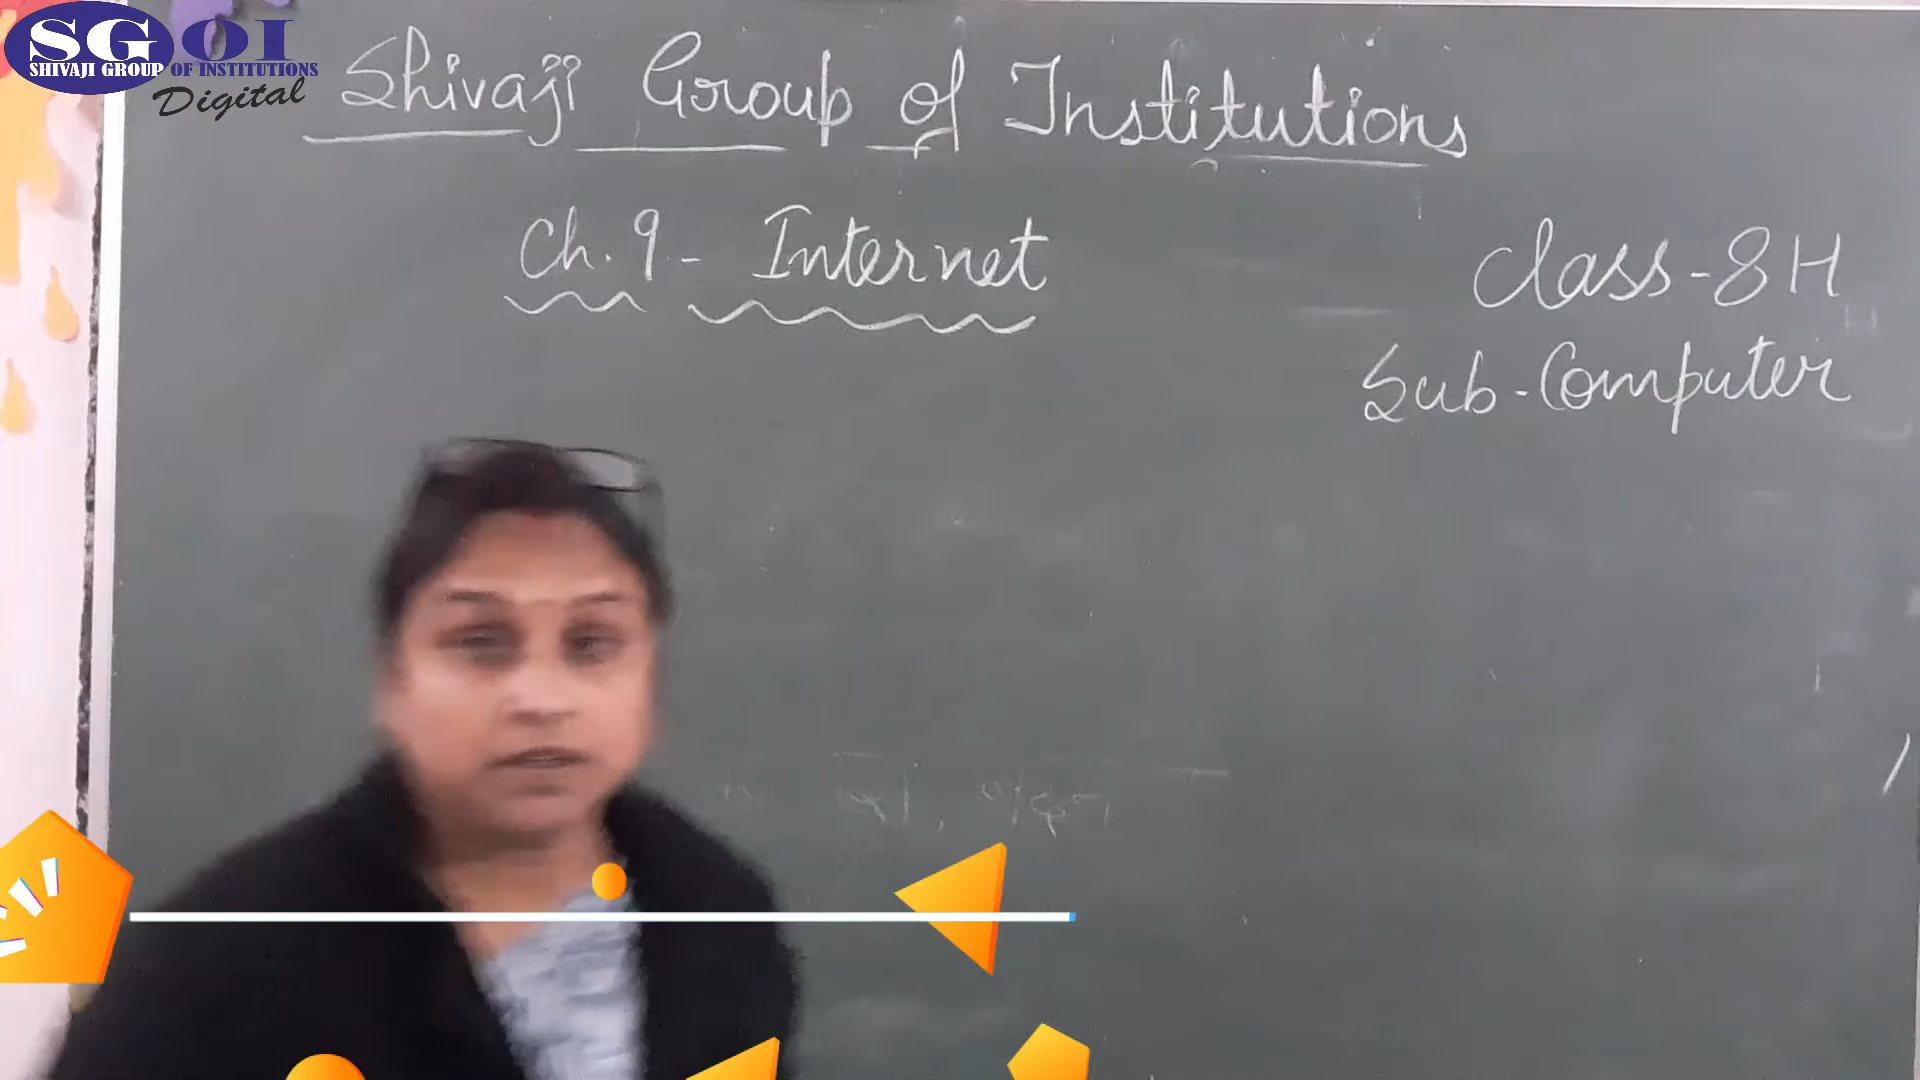 SGOI
SHIVAJI GROUP OF INSTITUTIONS
Digital
Shivaji Group of Institutions
Ch. 9 - Internet
Class - 8 H
Sub - Computer